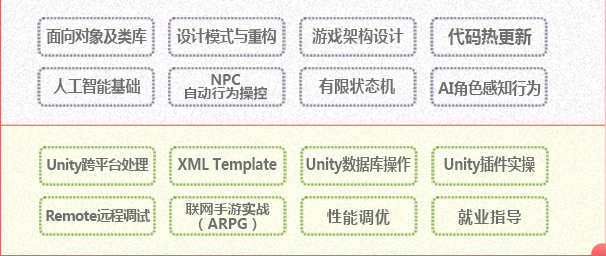 面向对象及类库
设计模式与重构
游戏架构设计
代码热更新
人工智能基础
NPC
自动行为操控
有限状态机
AI角色感知行为
Unity跨平台处理
XML Template
Unity数据库操作
Unity插件实操
Remote远程调试
联网手游实战
（ARPG）
性能调优
就业指导